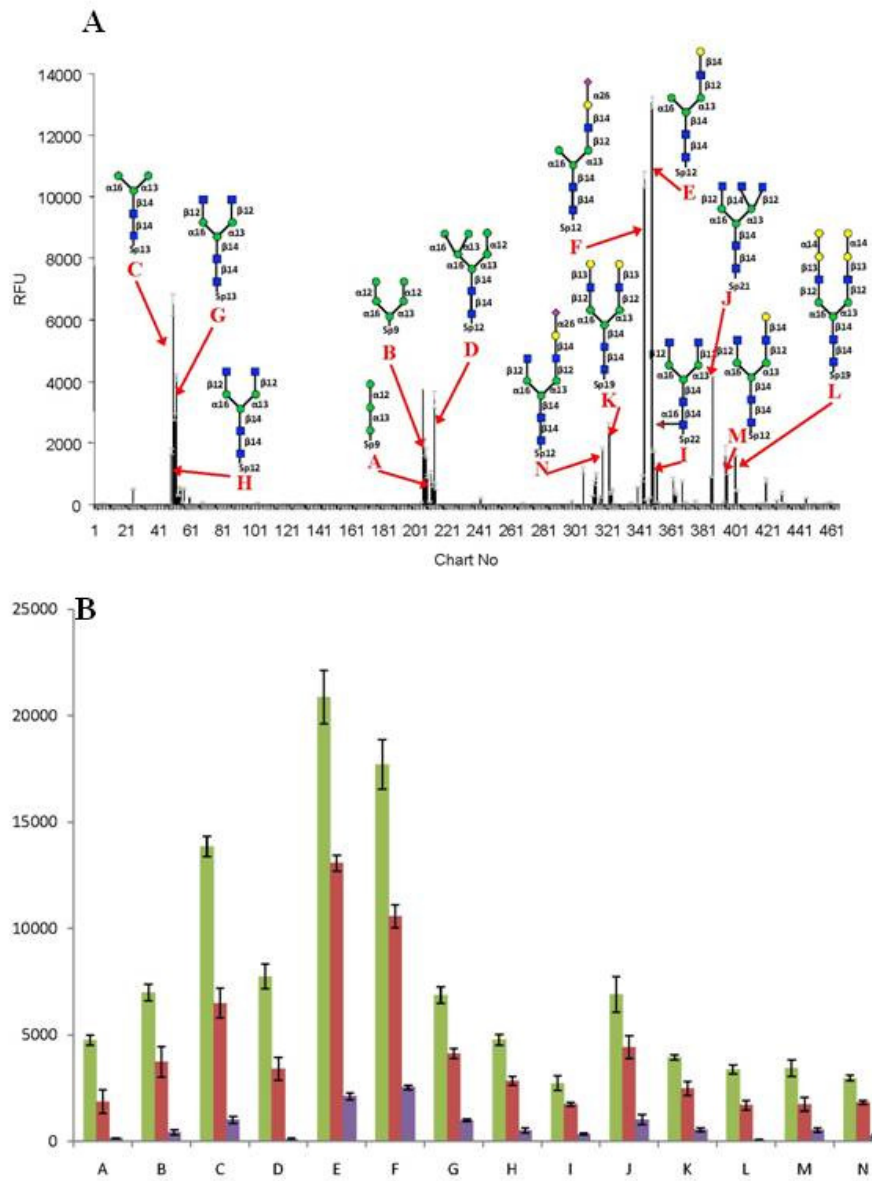 A
14000
12000
10000
8000
6000
4000
2000
0
RFU
1 21 41 61 81 101 121 141 161 181 201 221 241 261 281 301 321 341 361 381 401 421 441 461
Chart No
α16 α13
β14
β14
Sp13
C
β12 β12
α16 α13
β14
β14
Sp13
G
β12 β12
α16 α13
β14
β14
Sp12
H
α12 α12
α16 α13
Sp9
B
α12
α13
Sp9
A
α12
α16 α13
β14
β14
Sp12
D
α26
β14
β12
α16 α13
β14
β14
Sp12
F
β14
β12
α16 α13
β14
β14
Sp12
E
β12 β14 β12
α16 α13
β14
β14
Sp21
J
α14 α14
β13 β13
β12 β12
α16 α13
β14
β14
Sp19
L
β13 β13
β12 β12
α16 α13
β14
β14
Sp19
K
α26
β14
β12 β12
α16 α13
β14
β14
Sp12
N
β12 β12
α16 α13
β14
α16 β14
Sp22
I
β14
β12 β12
α16 α13
β14
β14
Sp12
M
B
25000
20000
15000
10000
5000
0
A B C D E F G H I J K L M N